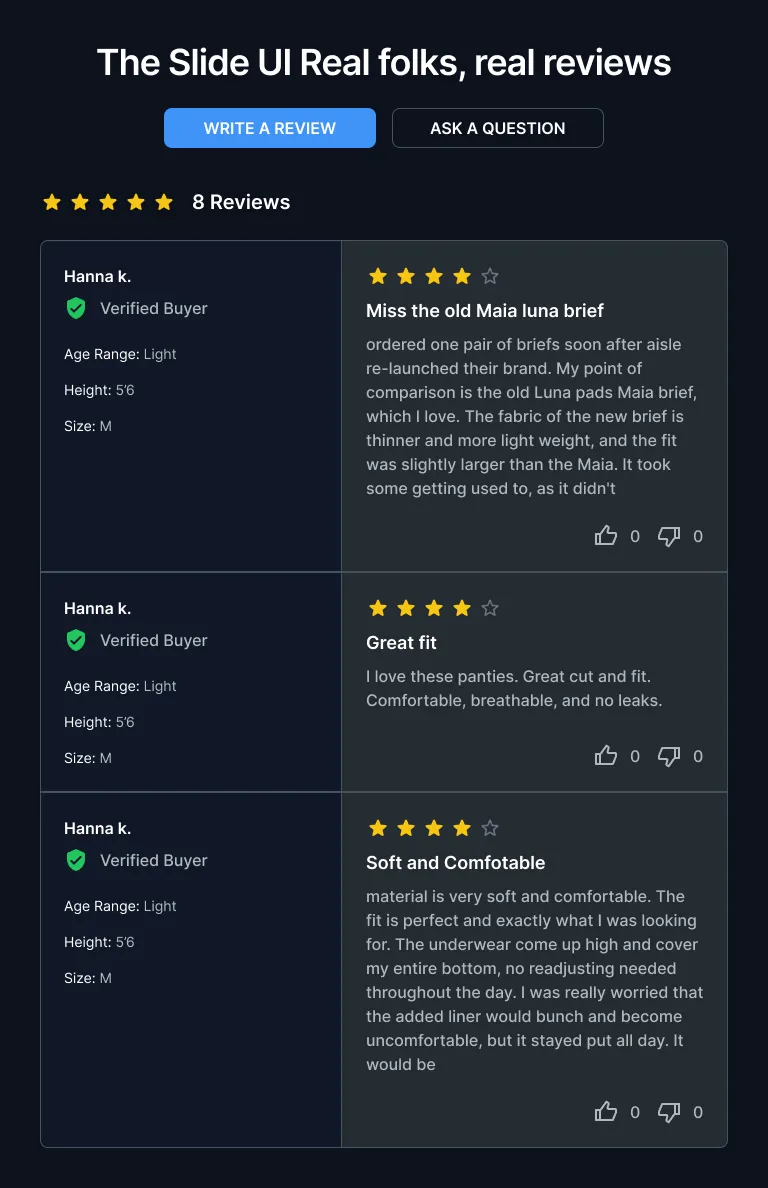 The Slide UI Real folks, real reviews
WRITE A REVIEW
ASK A QUESTION
8 Reviews
Hanna k.
Verified Buyer
Age Range: Light
Height: 5'6
Size: M
Miss the old Maia luna brief
ordered one pair of briefs soon after aisle
re-launched their brand. My point of
comparison is the old Luna pads Maia brief,
which I love. The fabric of the new brief is
thinner and more light weight, and the fit
was slightly larger than the Maia. It took
some getting used to, as it didn't
0 0
Hanna k.
Verified Buyer
Age Range: Light
Height: 5'6
Size: M
Great fit
I love these panties. Great cut and fit.
Comfortable, breathable, and no leaks.
0 0
Hanna k.
Verified Buyer
Age Range: Light
Height: 5'6
Size: M
Soft and Comfotable
material is very soft and comfortable. The
fit is perfect and exactly what I was looking
for. The underwear come up high and cover
my entire bottom, no readjusting needed
throughout the day. I was really worried that
the added liner would bunch and become
uncomfortable, but it stayed put all day. It
would be
0 0